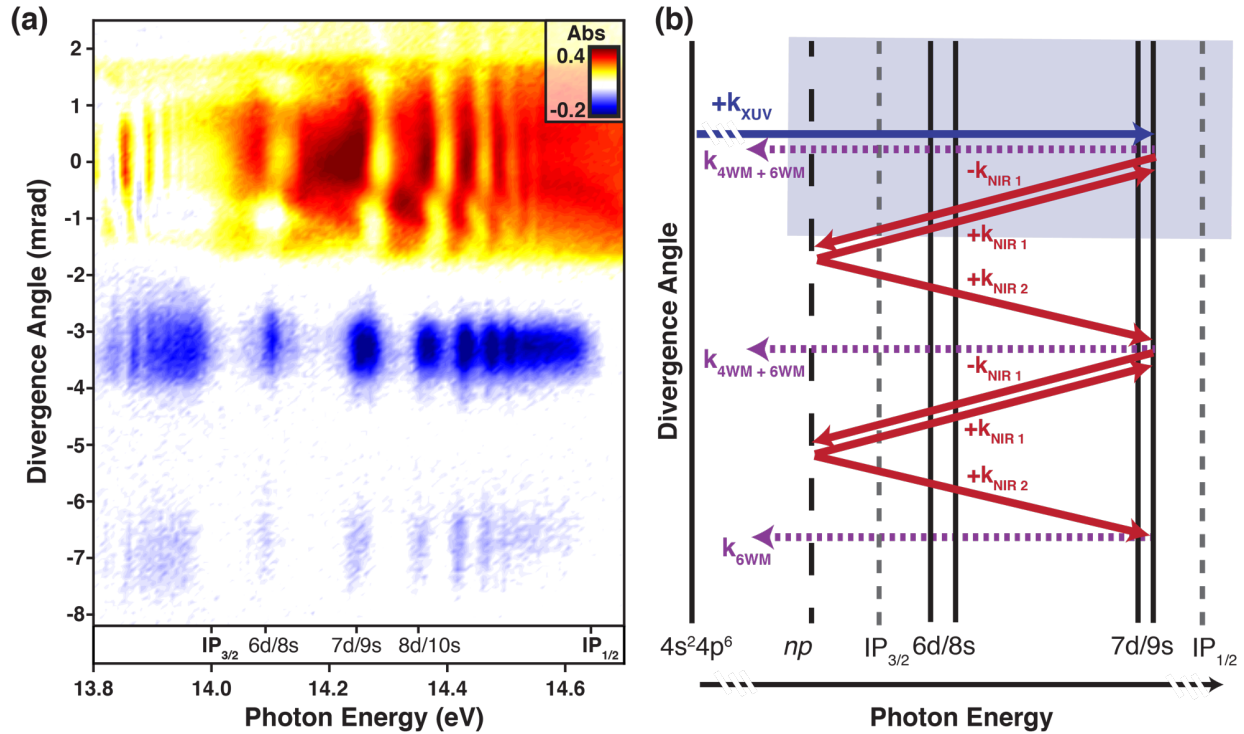 (a)
Abs
0.4
-0.2
2
1
0
-1
-2
-3
-4
-5
-6
-7
-8
Divergence Angle (mrad)
IP3/2 6d/8s 7d/9s 8d/10s IP1/2
13.8 14.0 14.2 14.4 14.6
Photon Energy (eV)
(b)
+kXUV
k4WM + 6WM
-kNIR 1
+kNIR 1
+kNIR 2
k4WM + 6WM
-kNIR 1
+kNIR 1
+kNIR 2
k6WM
Divergence Angle
4s²4p⁶ np IP3/2 6d/8s 7d/9s IP1/2
Photon Energy